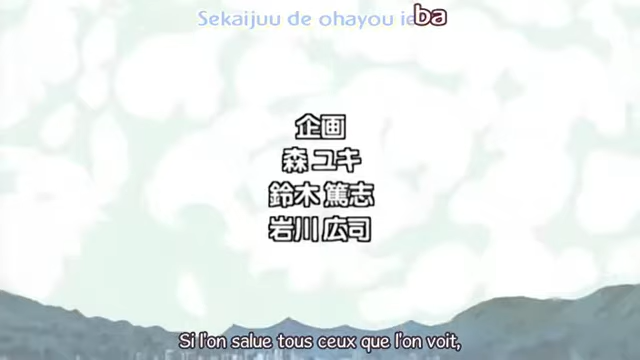 Sekaijuu de ohayou ieba
企画
森 ユキ
鈴木 篤志
岩川 広司
Si l'on salue tous ceux que l'on voit,